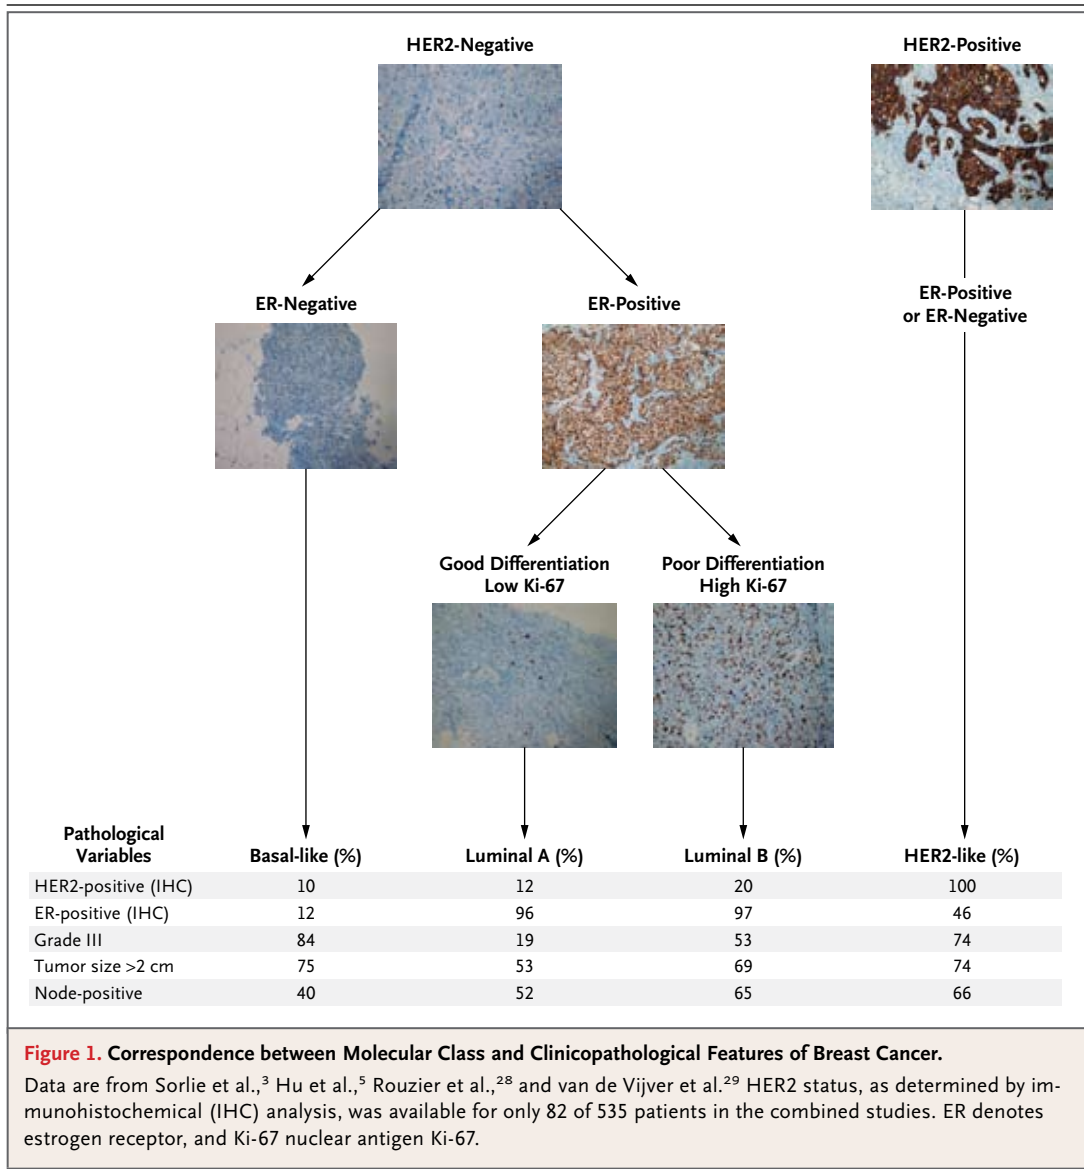 HER2-Negative
HER2-Positive
ER-Negative
ER-Positive
ER-Positive
or ER-Negative
Good Differentiation
Low Ki-67
Poor Differentiation
High Ki-67
Pathological
Variables
Basal-like (%)
Luminal A (%)
Luminal B (%)
HER2-like (%)
HER2-positive (IHC) 10 12 20 100
ER-positive (IHC) 12 96 97 46
Grade III 84 19 53 74
Tumor size >2 cm 75 53 69 74
Node-positive 40 52 65 66
Figure 1. Correspondence between Molecular Class and Clinicopathological Features of Breast Cancer.
Data are from Sorlie et al.,3 Hu et al.,5 Rouzier et al.,28 and van de Vijver et al.29 HER2 status, as determined by im-
munohistochemical (IHC) analysis, was available for only 82 of 535 patients in the combined studies. ER denotes
estrogen receptor, and Ki-67 nuclear antigen Ki-67.